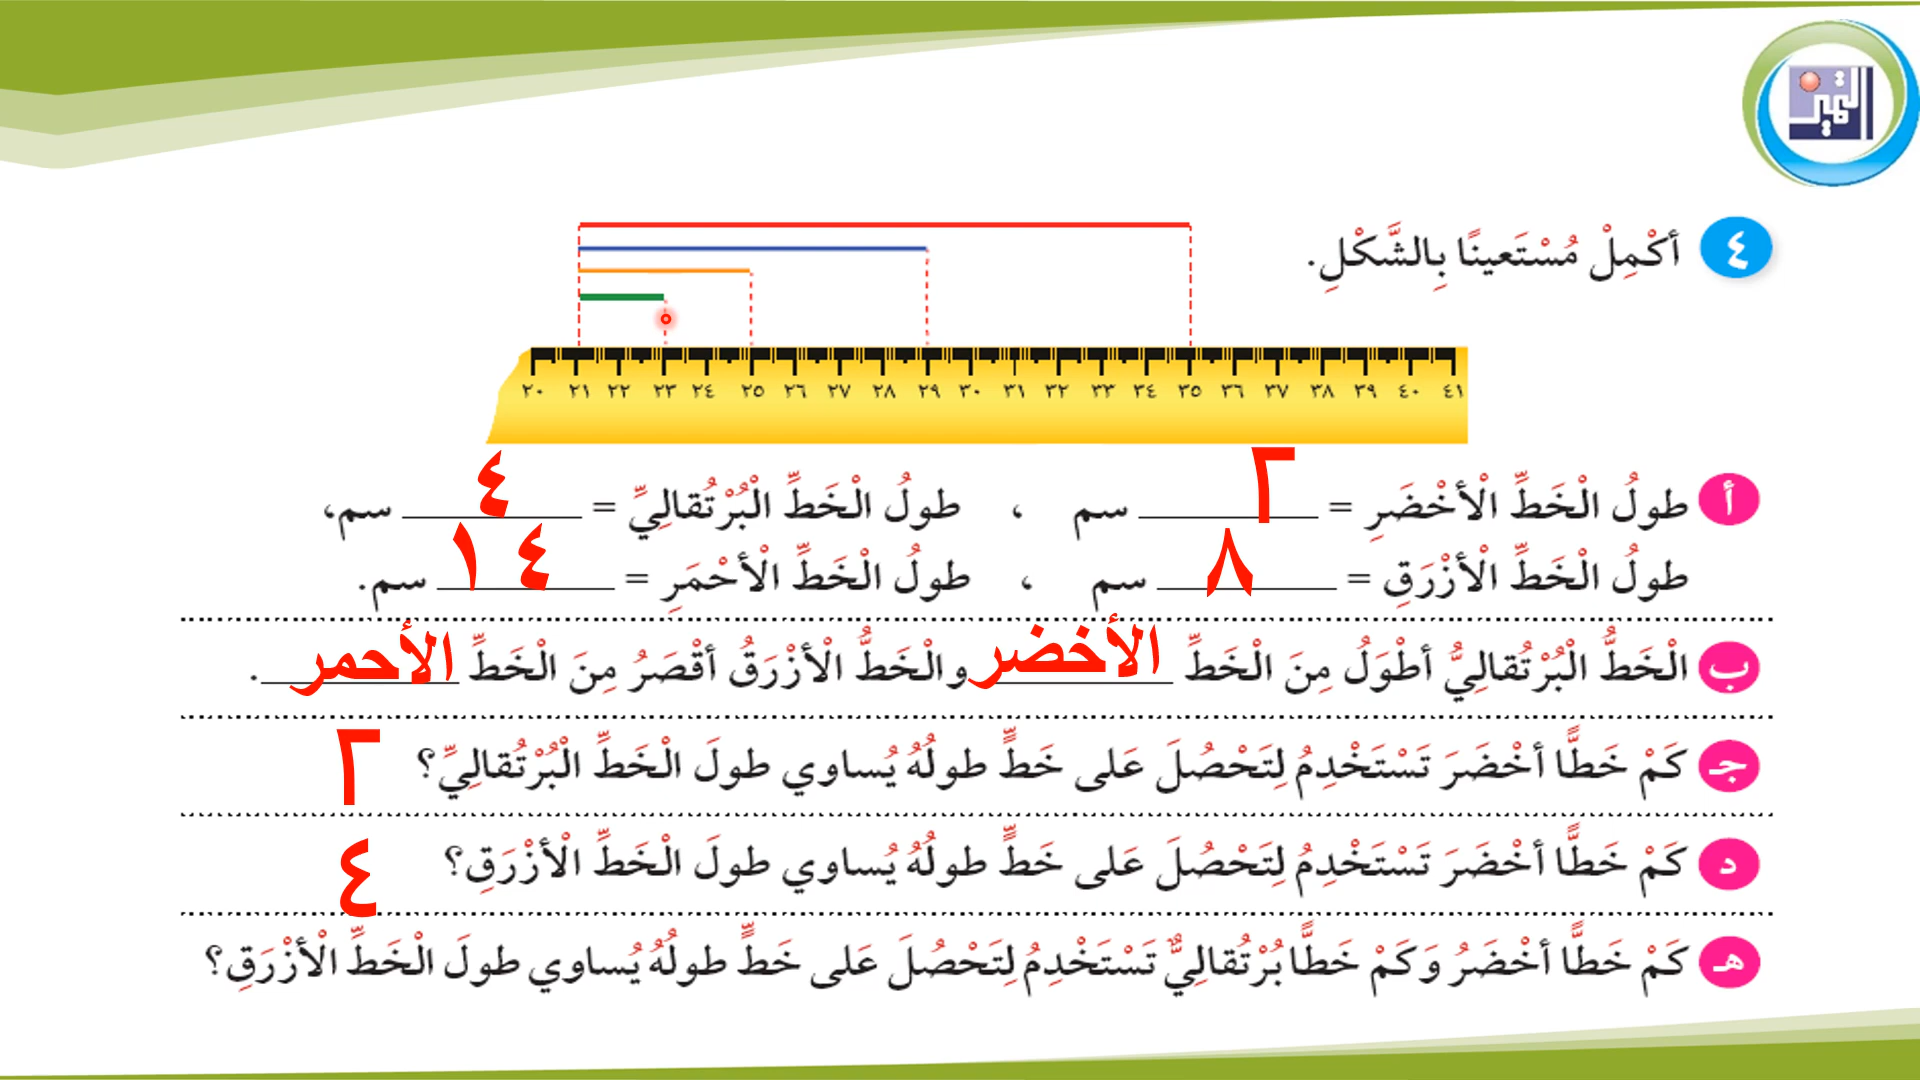 التميز
٤ أَكْمِلْ مُسْتَعينًا بِالشَّكْلِ.
٢٠ ٢١ ٢٢ ٢٣ ٢٤ ٢٥ ٢٦ ٢٧ ٢٨ ٢٩ ٣٠ ٣١ ٣٢ ٣٣ ٣٤ ٣٥ ٣٦ ٣٧ ٣٨ ٣٩ ٤٠ ٤١
أ طولُ الْخَطِّ الْأَخْضَرِ = ٢ سم ، طولُ الْخَطِّ الْبُرْتُقالِيِّ = ٤ سم،
طولُ الْخَطِّ الْأَزْرَقِ = ٨ سم ، طولُ الْخَطِّ الْأَحْمَرِ = ١٤ سم.
ب الْخَطُّ الْبُرْتُقالِيُّ أَطْوَلُ مِنَ الْخَطِّ الأخضر والْخَطُّ الْأَزْرَقُ أَقْصَرُ مِنَ الْخَطِّ الأحمر.
جـ كَمْ خَطًّا أَخْضَرَ تَسْتَخْدِمُ لِتَحْصُلَ عَلى خَطٍّ طولُهُ يُساوي طولَ الْخَطِّ الْبُرْتُقالِيِّ؟ ٢
د كَمْ خَطًّا أَخْضَرَ تَسْتَخْدِمُ لِتَحْصُلَ عَلى خَطٍّ طولُهُ يُساوي طولَ الْخَطِّ الْأَزْرَقِ؟ ٤
هـ كَمْ خَطًّا أَخْضَرُ وَكَمْ خَطًّا بُرْتُقالِيٌّ تَسْتَخْدِمُ لِتَحْصُلَ عَلى خَطٍّ طولُهُ يُساوي طولَ الْخَطِّ الْأَزْرَقِ؟